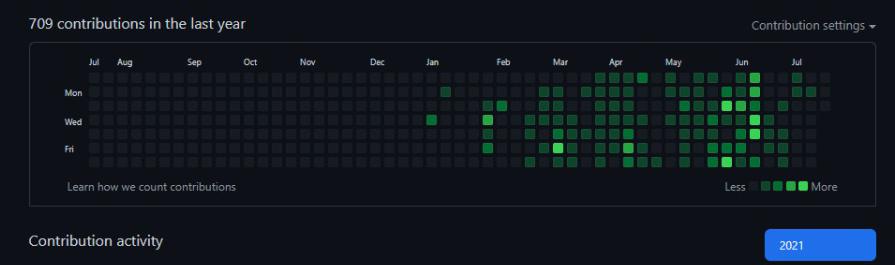 709 contributions in the last year
Contribution settings
Jul Aug Sep Oct Nov Dec Jan Feb Mar Apr May Jun Jul
Mon
Wed
Fri
Learn how we count contributions
Less More
Contribution activity
2021